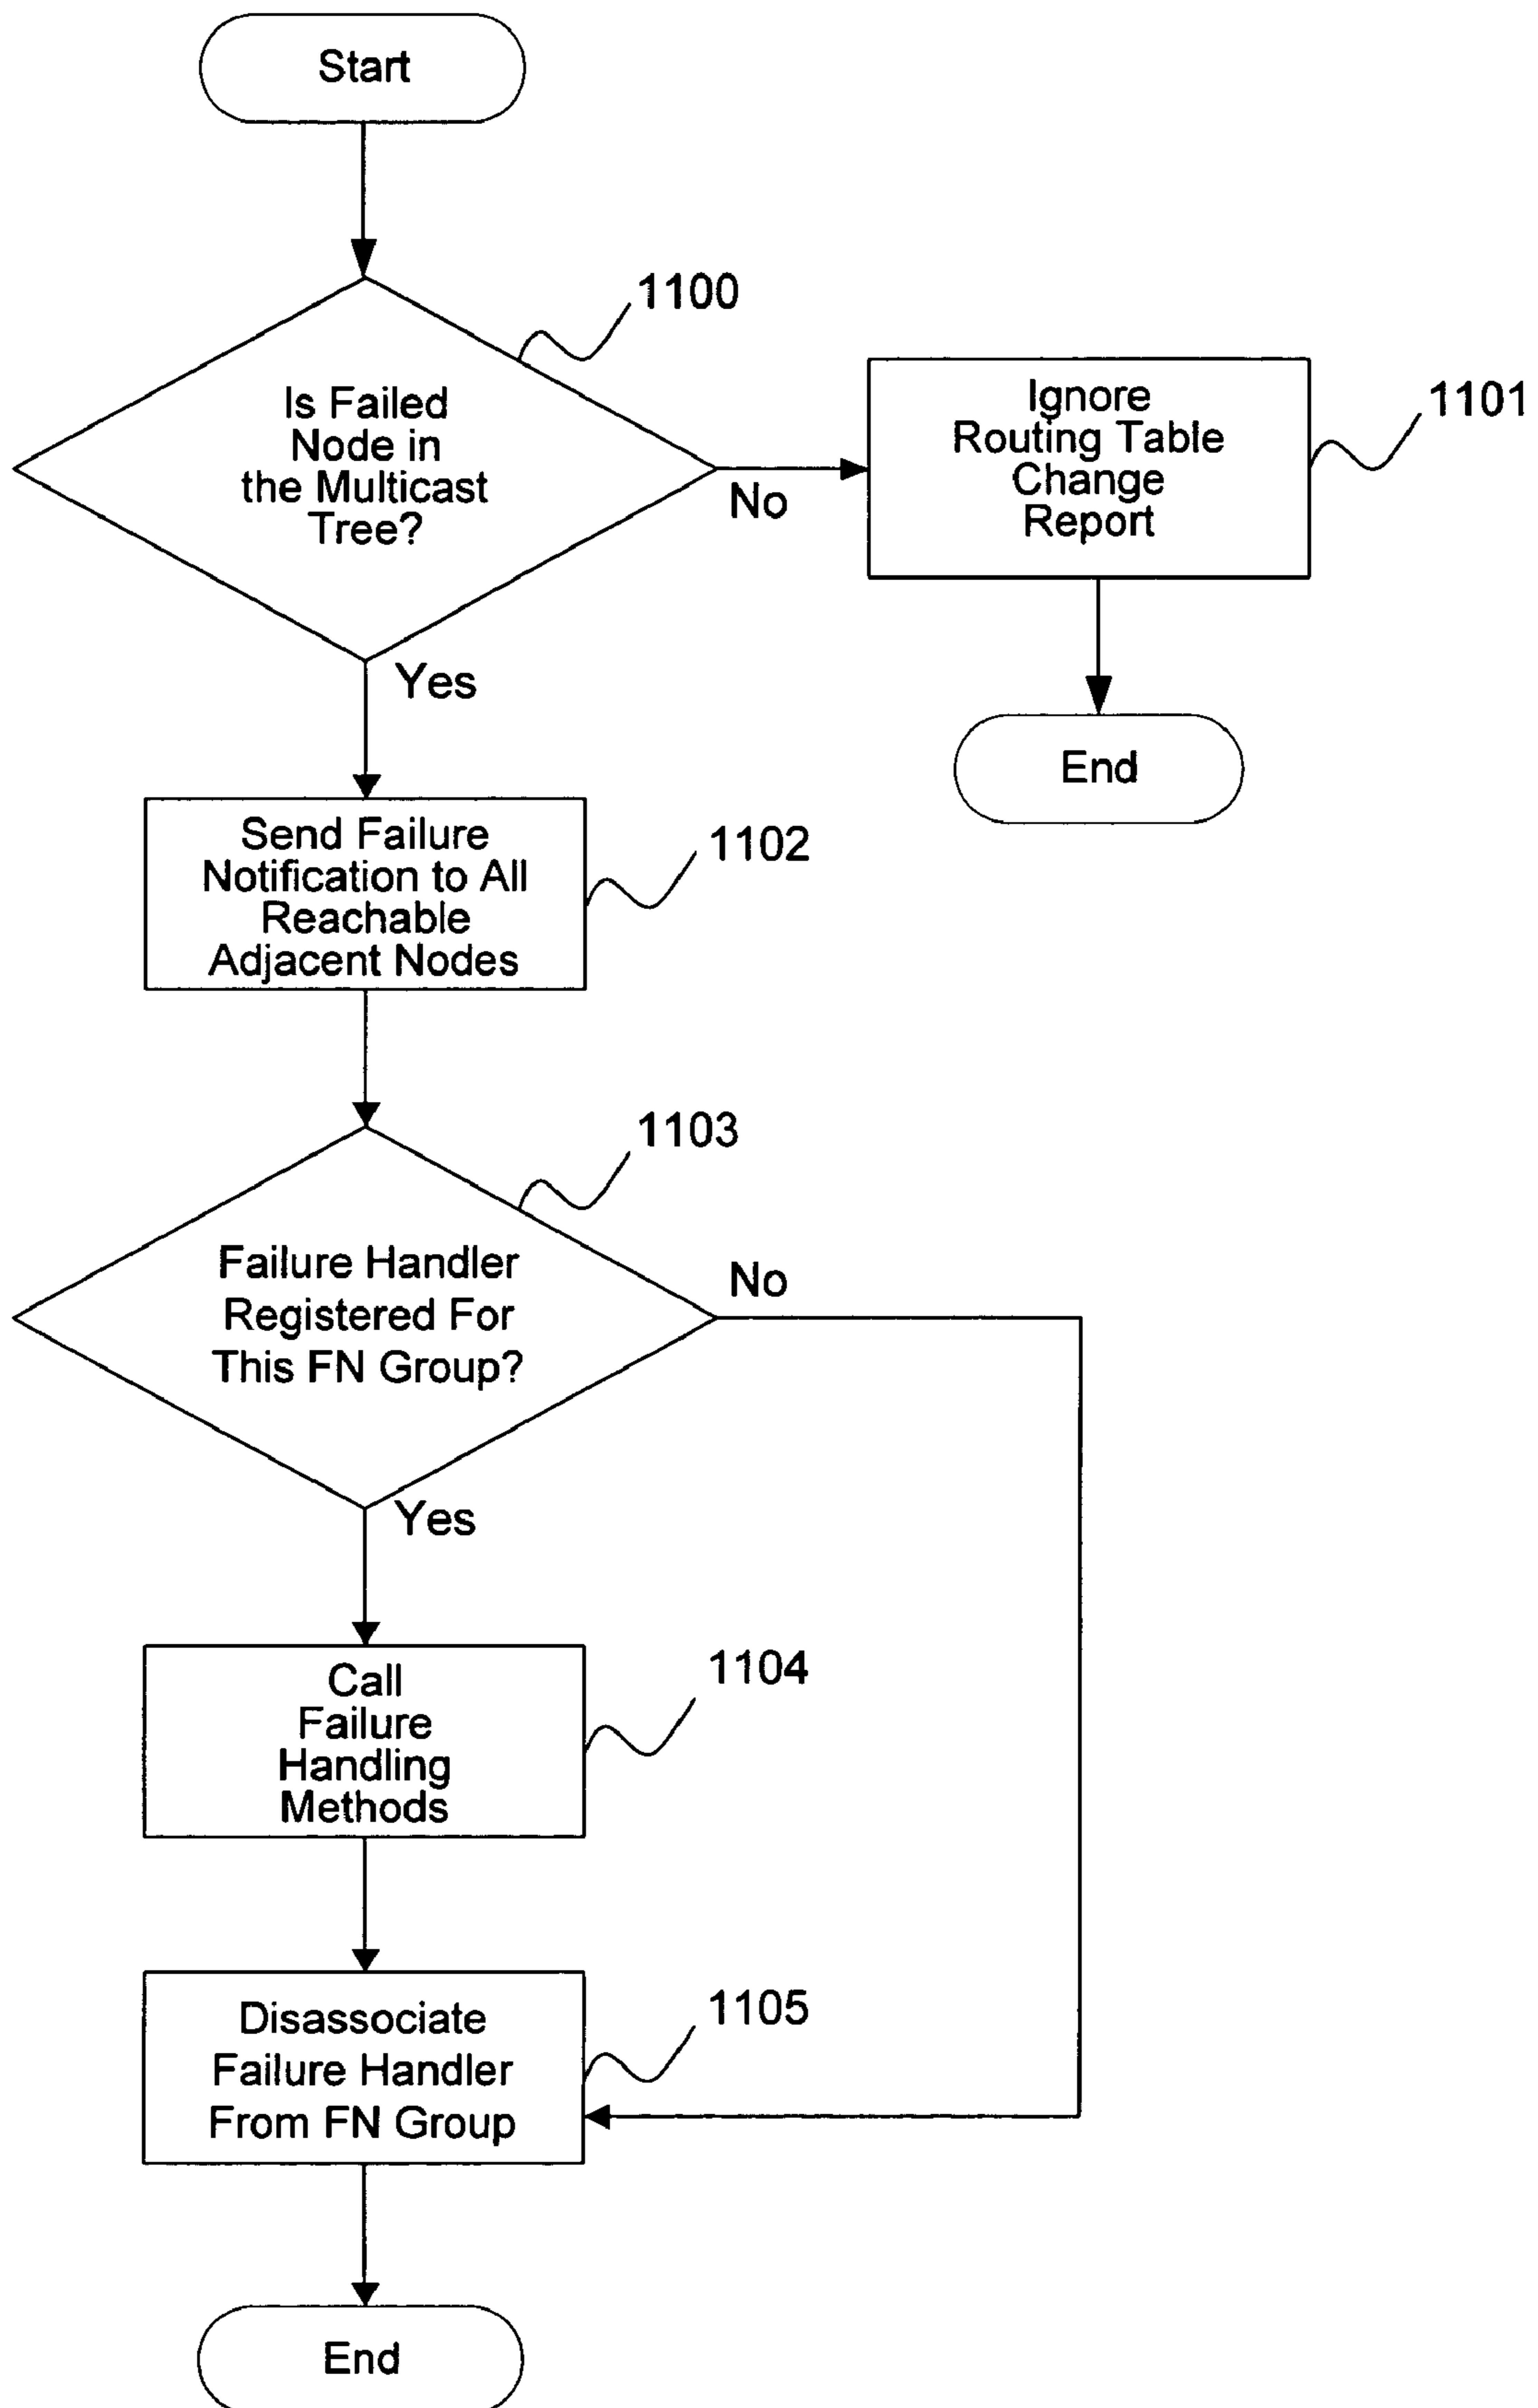 Start
1100
Is Failed
Node in
the Multicast
Tree?
No
Ignore
Routing Table
Change
Report
1101
Yes
End
Send Failure
Notification to All
Reachable
Adjacent Nodes
1102
1103
Failure Handler
Registered For
This FN Group?
No
Yes
Call
Failure
Handling
Methods
1104
Disassociate
Failure Handler
From FN Group
1105
End